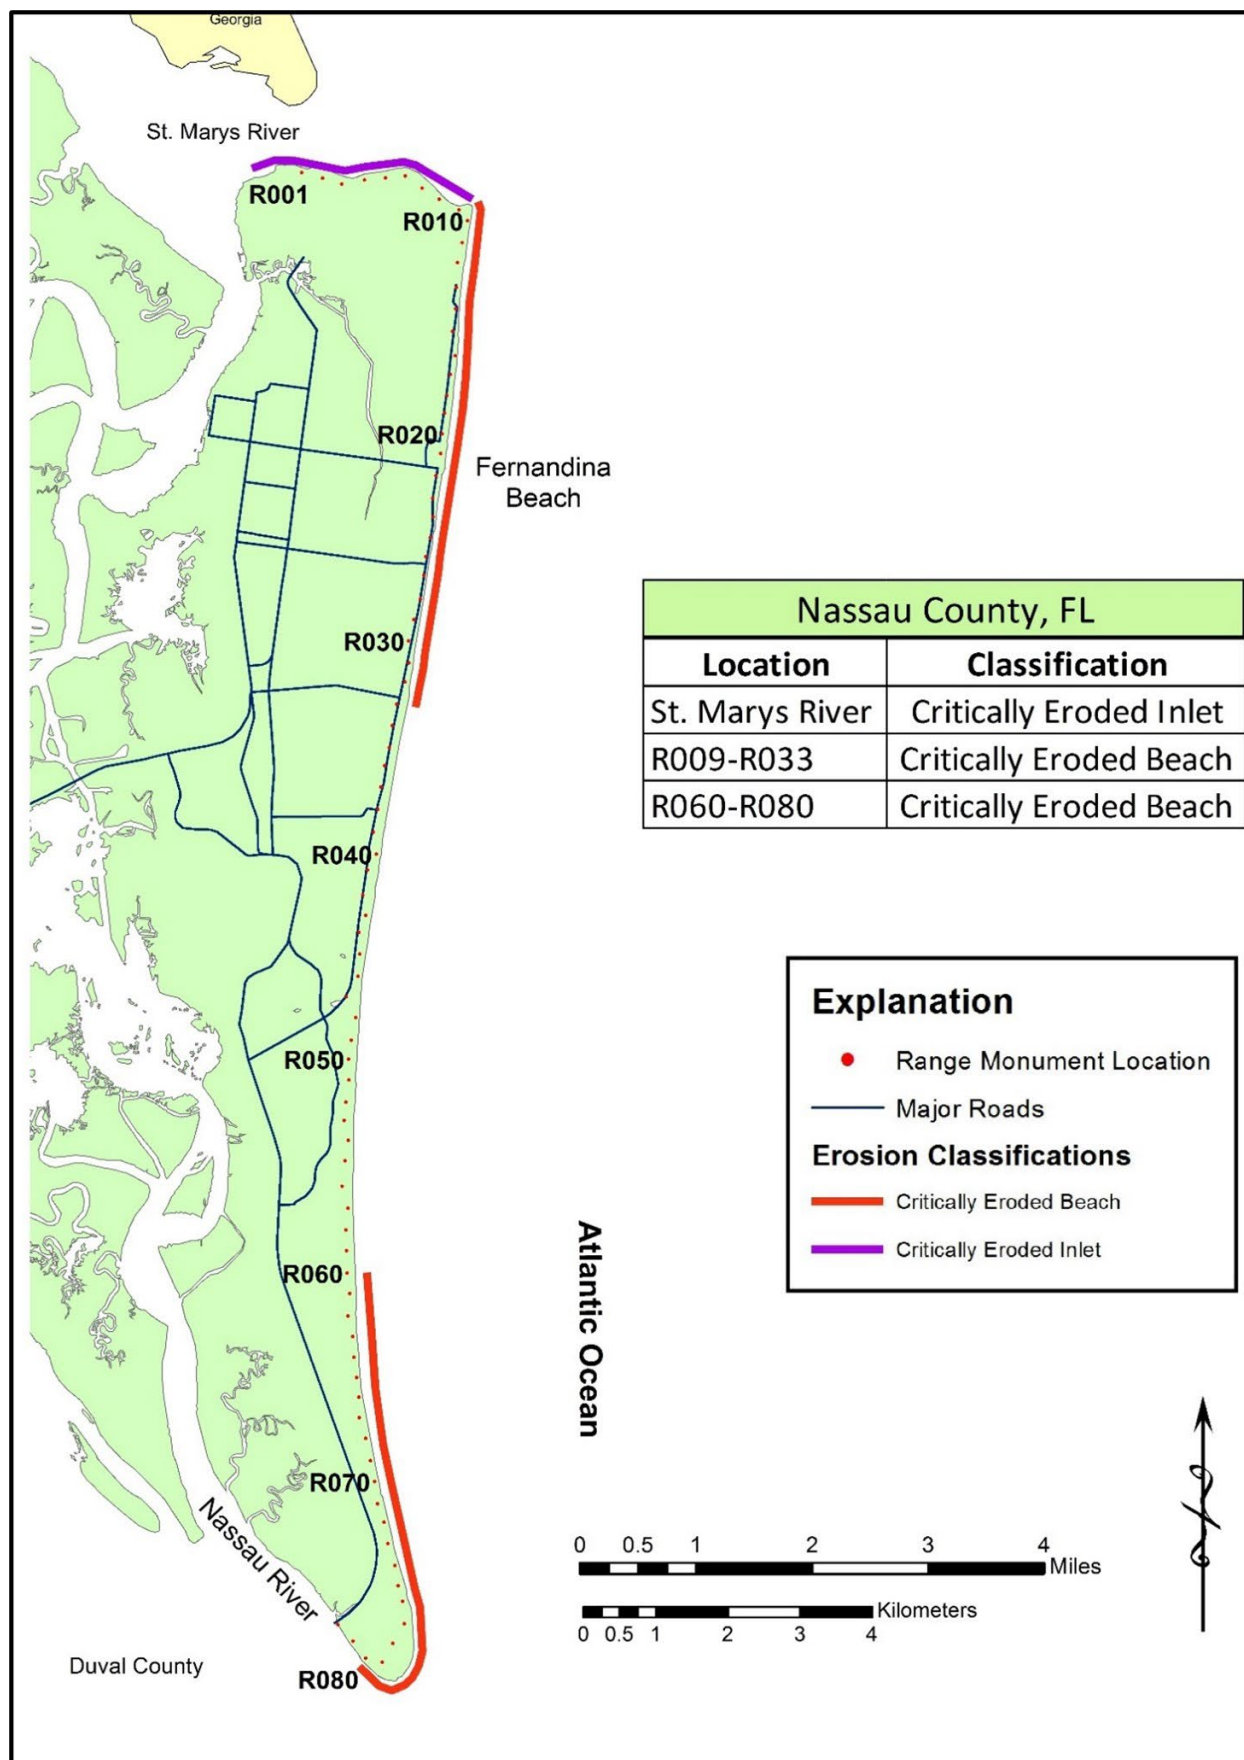 Georgia
St. Marys River
R001
R010
R020
Fernandina
Beach
R030
Nassau County, FL
Location Classification
St. Marys River Critically Eroded Inlet
R009-R033 Critically Eroded Beach
R060-R080 Critically Eroded Beach
R040
Explanation
Range Monument Location
Major Roads
Erosion Classifications
Critically Eroded Beach
Critically Eroded Inlet
R050
R060
Atlantic Ocean
R070
Nassau River
0 0.5 1 2 3 4
Miles
Kilometers
0 0.5 1 2 3 4
Duval County
R080
N